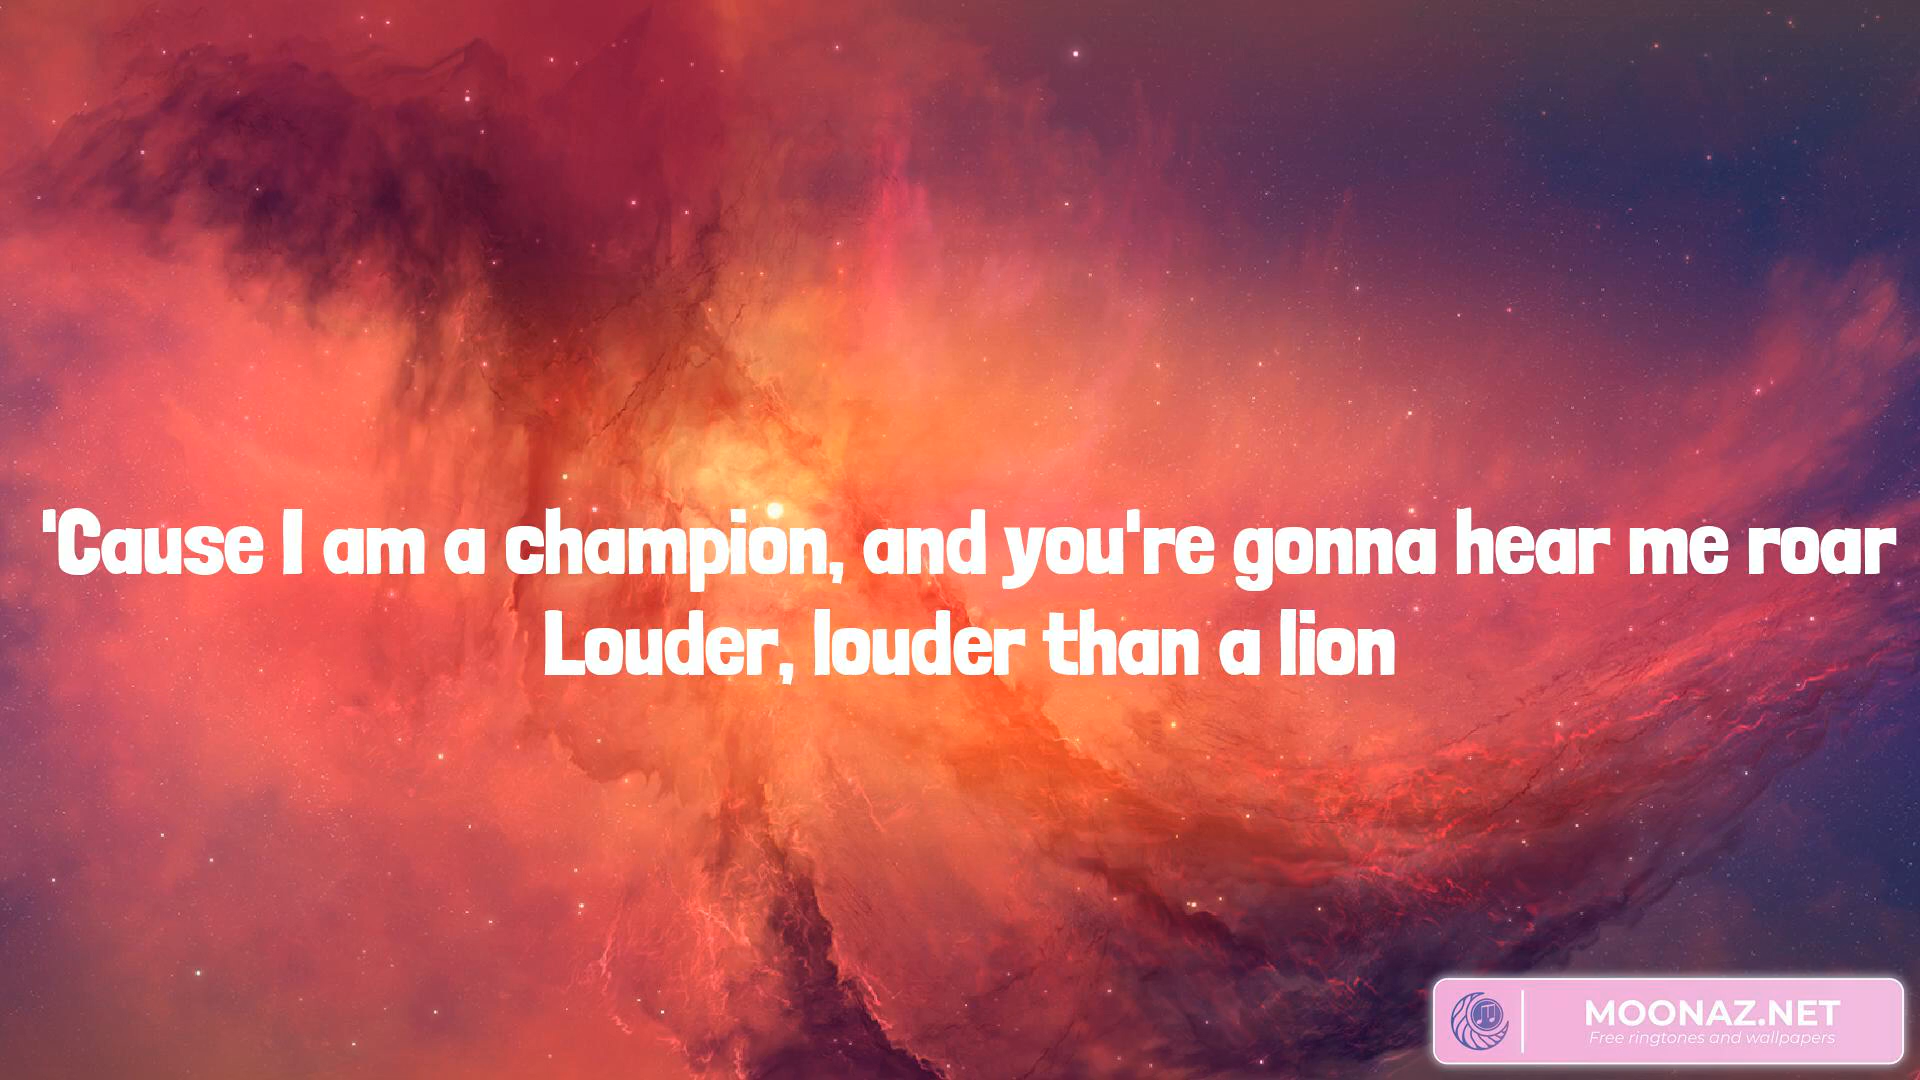 'Cause I am a champion, and you're gonna hear me roar
Louder, louder than a lion
MOONAZ.NET
Free ringtones and wallpapers